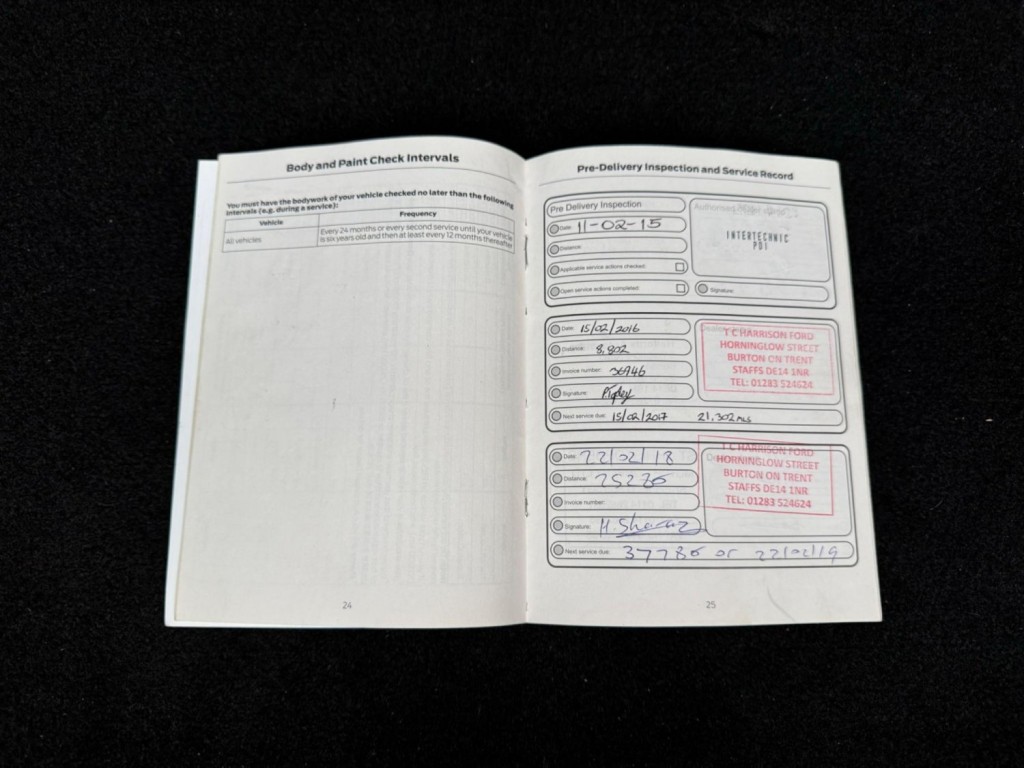 Body and Paint Check Intervals
You must have the bodywork of your vehicle checked no later than the following
intervals (e.g. during a service):
Vehicle Frequency
All vehicles Every 24 months or every second service until your vehicle
is six years old and then at least every 12 months thereafter
24
Pre-Delivery Inspection and Service Record
Pre Delivery Inspection
Date: 11-02-15
Distance:
Applicable service actions checked:
Open service actions completed:
INTERTECHNIC
PDI
Signature:
Date: 15/02/2016
Distance: 8,802
Invoice number: 36946
Signature:
Next service due: 15/02/2017 21,302 mls
T C HARRISON FORD
HORNINGLOW STREET
BURTON ON TRENT
STAFFS DE14 1NR
TEL: 01283 524624
Date: 22/02/18
Distance: 25286
Invoice number:
Signature:
Next service due: 37786 or 22/02/19
T C HARRISON FORD
HORNINGLOW STREET
BURTON ON TRENT
STAFFS DE14 1NR
TEL: 01283 524624
25